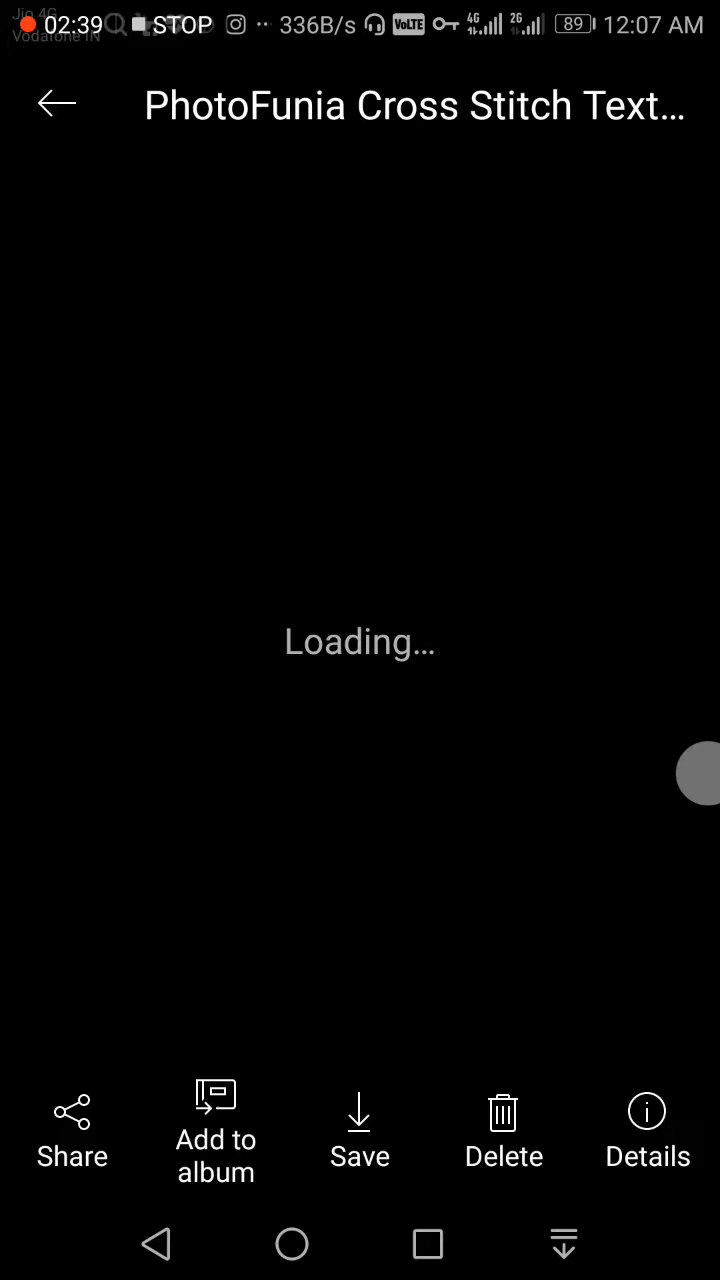 Jio 4G
Vodafone IN
02:39 STOP 336B/s VoLTE 4G 2G 89 12:07 AM
PhotoFunia Cross Stitch Text...
Loading...
Share
Add to
album
Save
Delete
Details